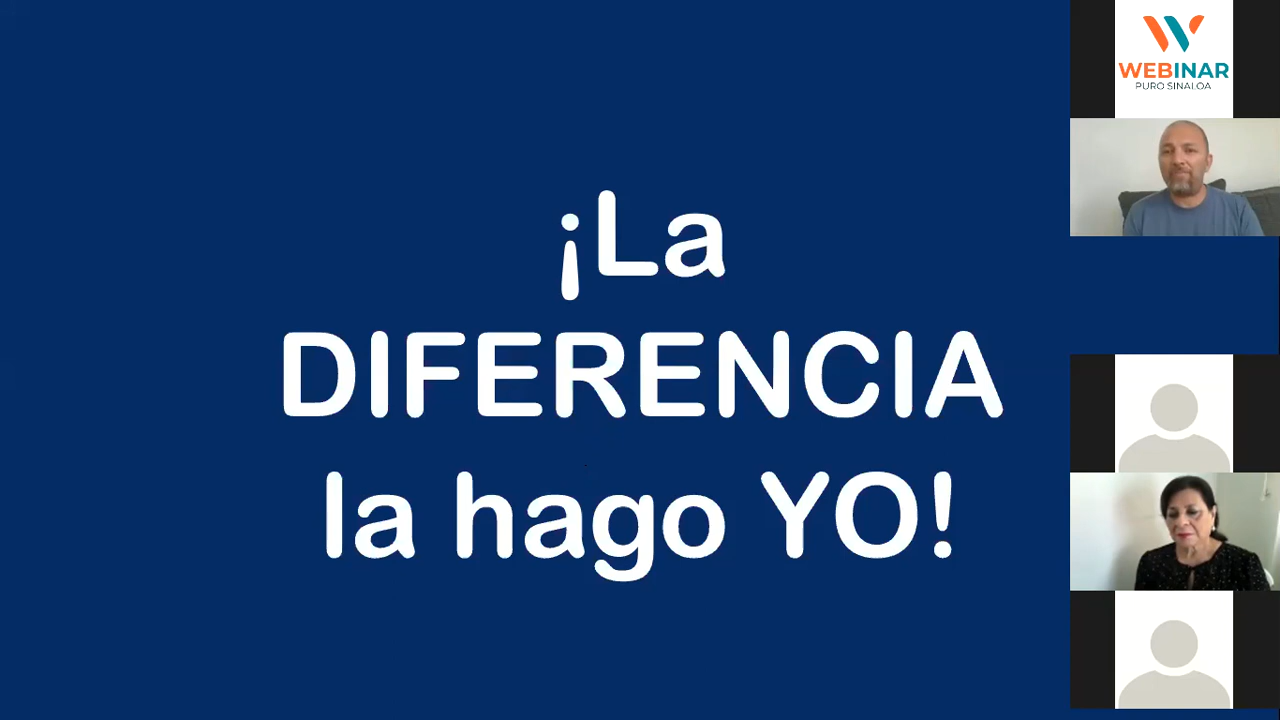 ¡La
DIFERENCIA
la hago YO!
WEBINAR
PURO SINALOA